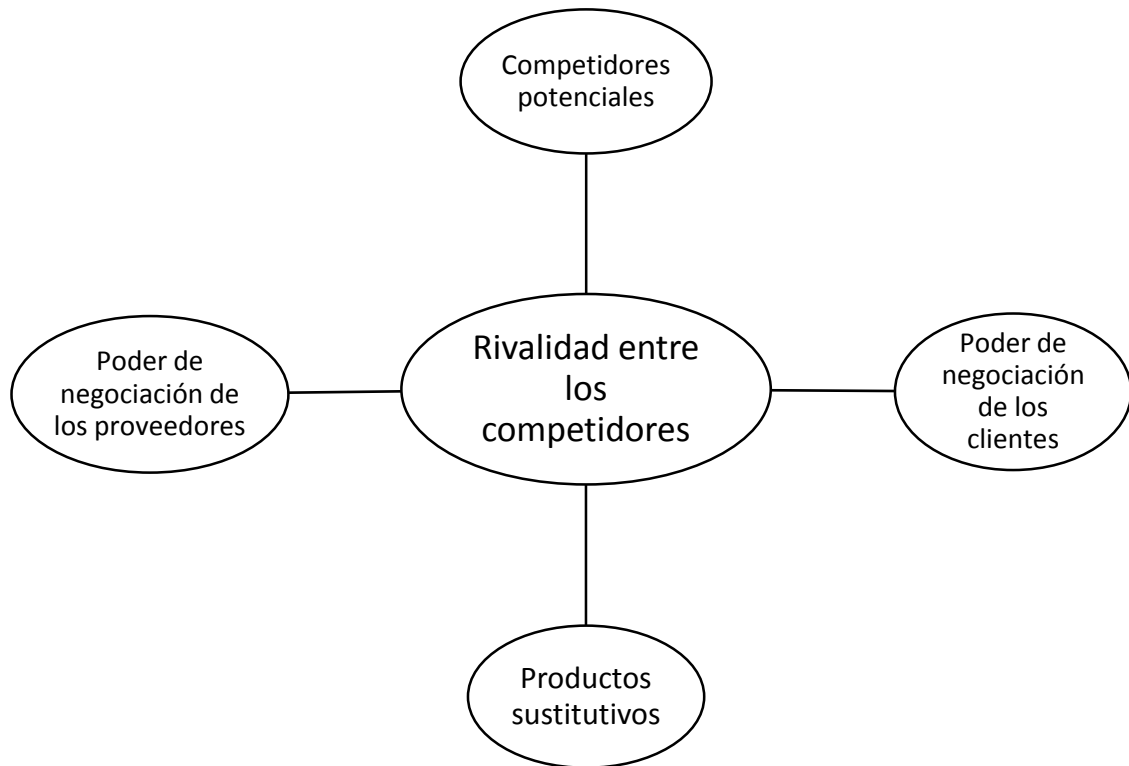 Competidores
potenciales
Poder de
negociación de
los proveedores
Rivalidad entre
los
competidores
Poder de
negociación
de los
clientes
Productos
sustitutivos